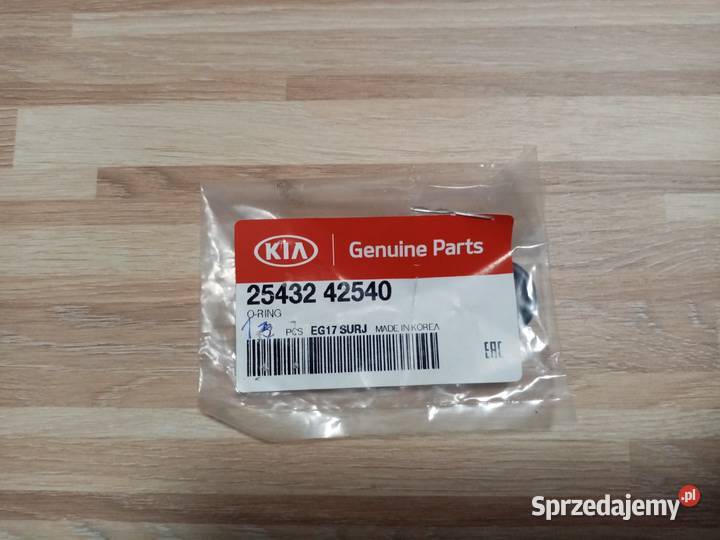 KIA Genuine Parts
25432 42540
O-RING
PCS EG17 SURJ MADE IN KOREA
EAC
Sprzedajemy.pl